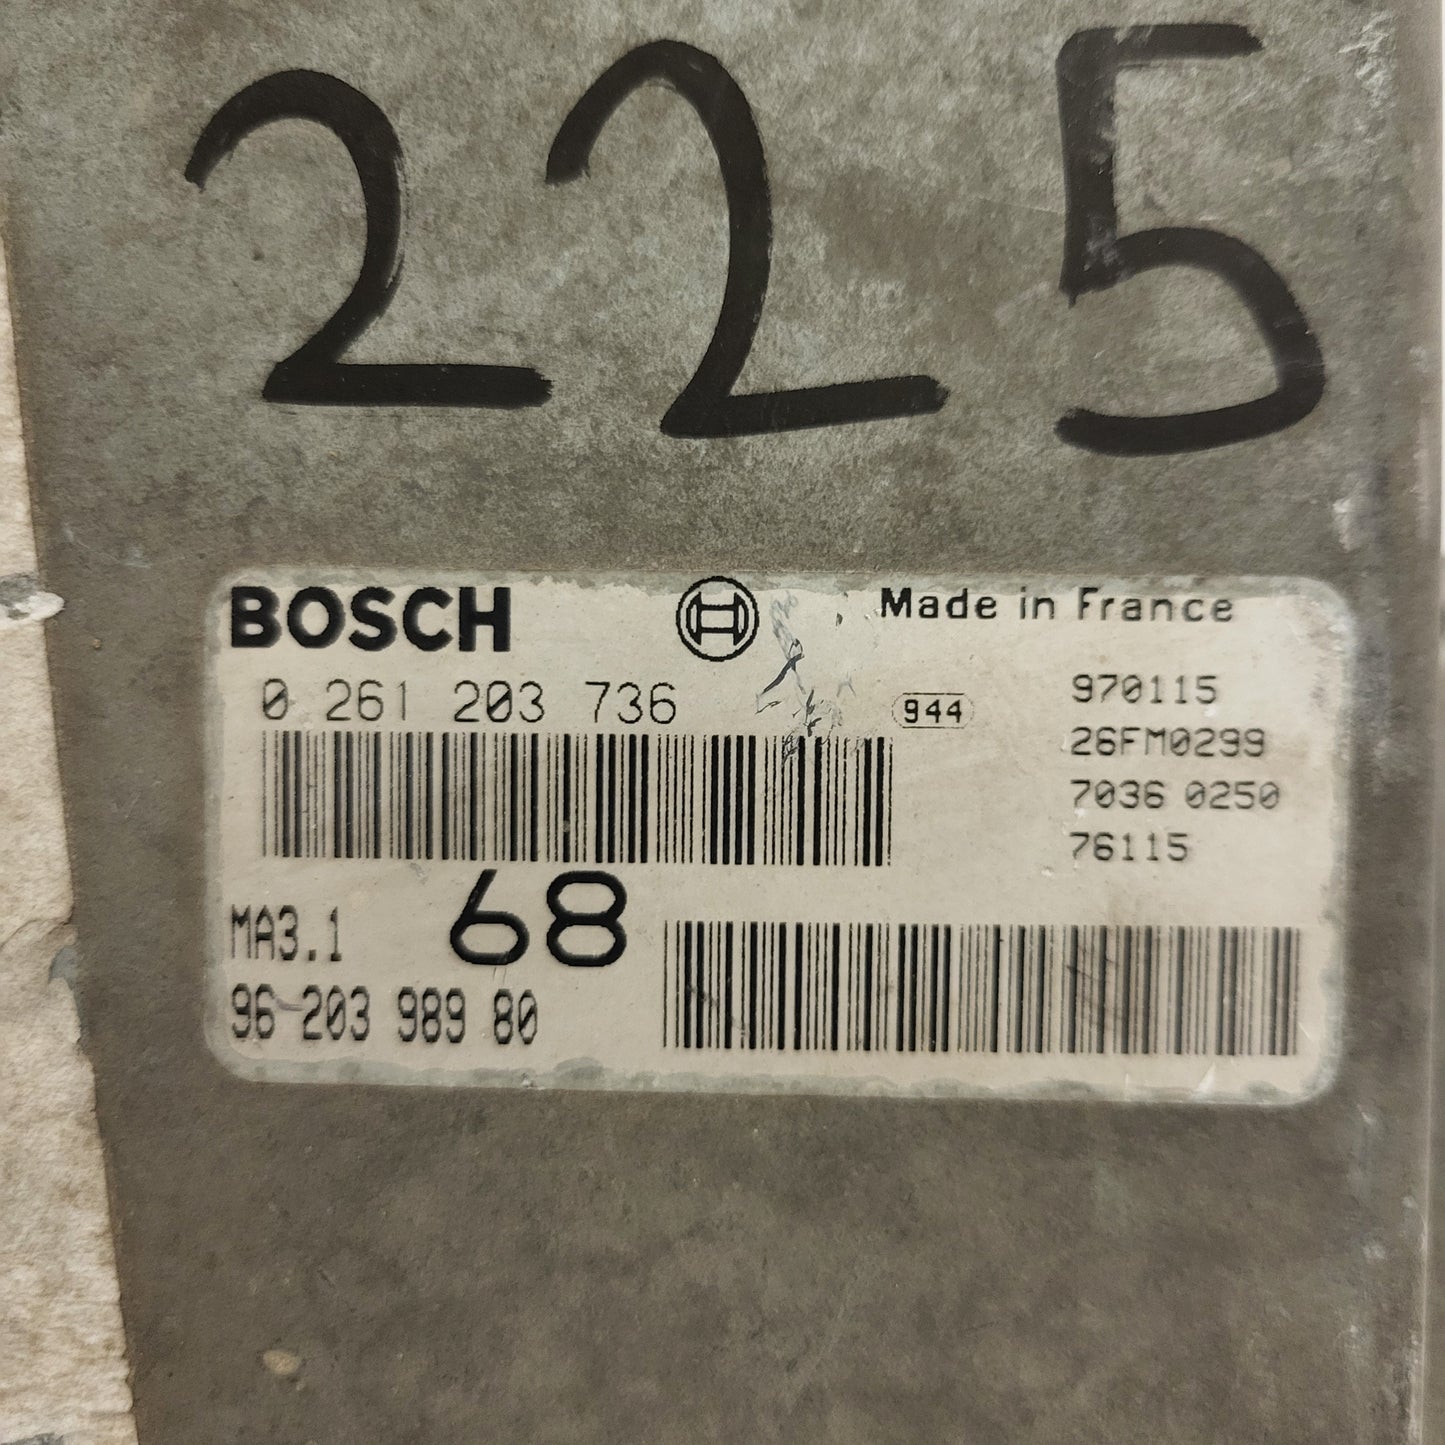 225
BOSCH
Made in France
0 261 203 736
944
970115
26FM0299
7036 0250
76115
MA3.1
68
96 203 989 80